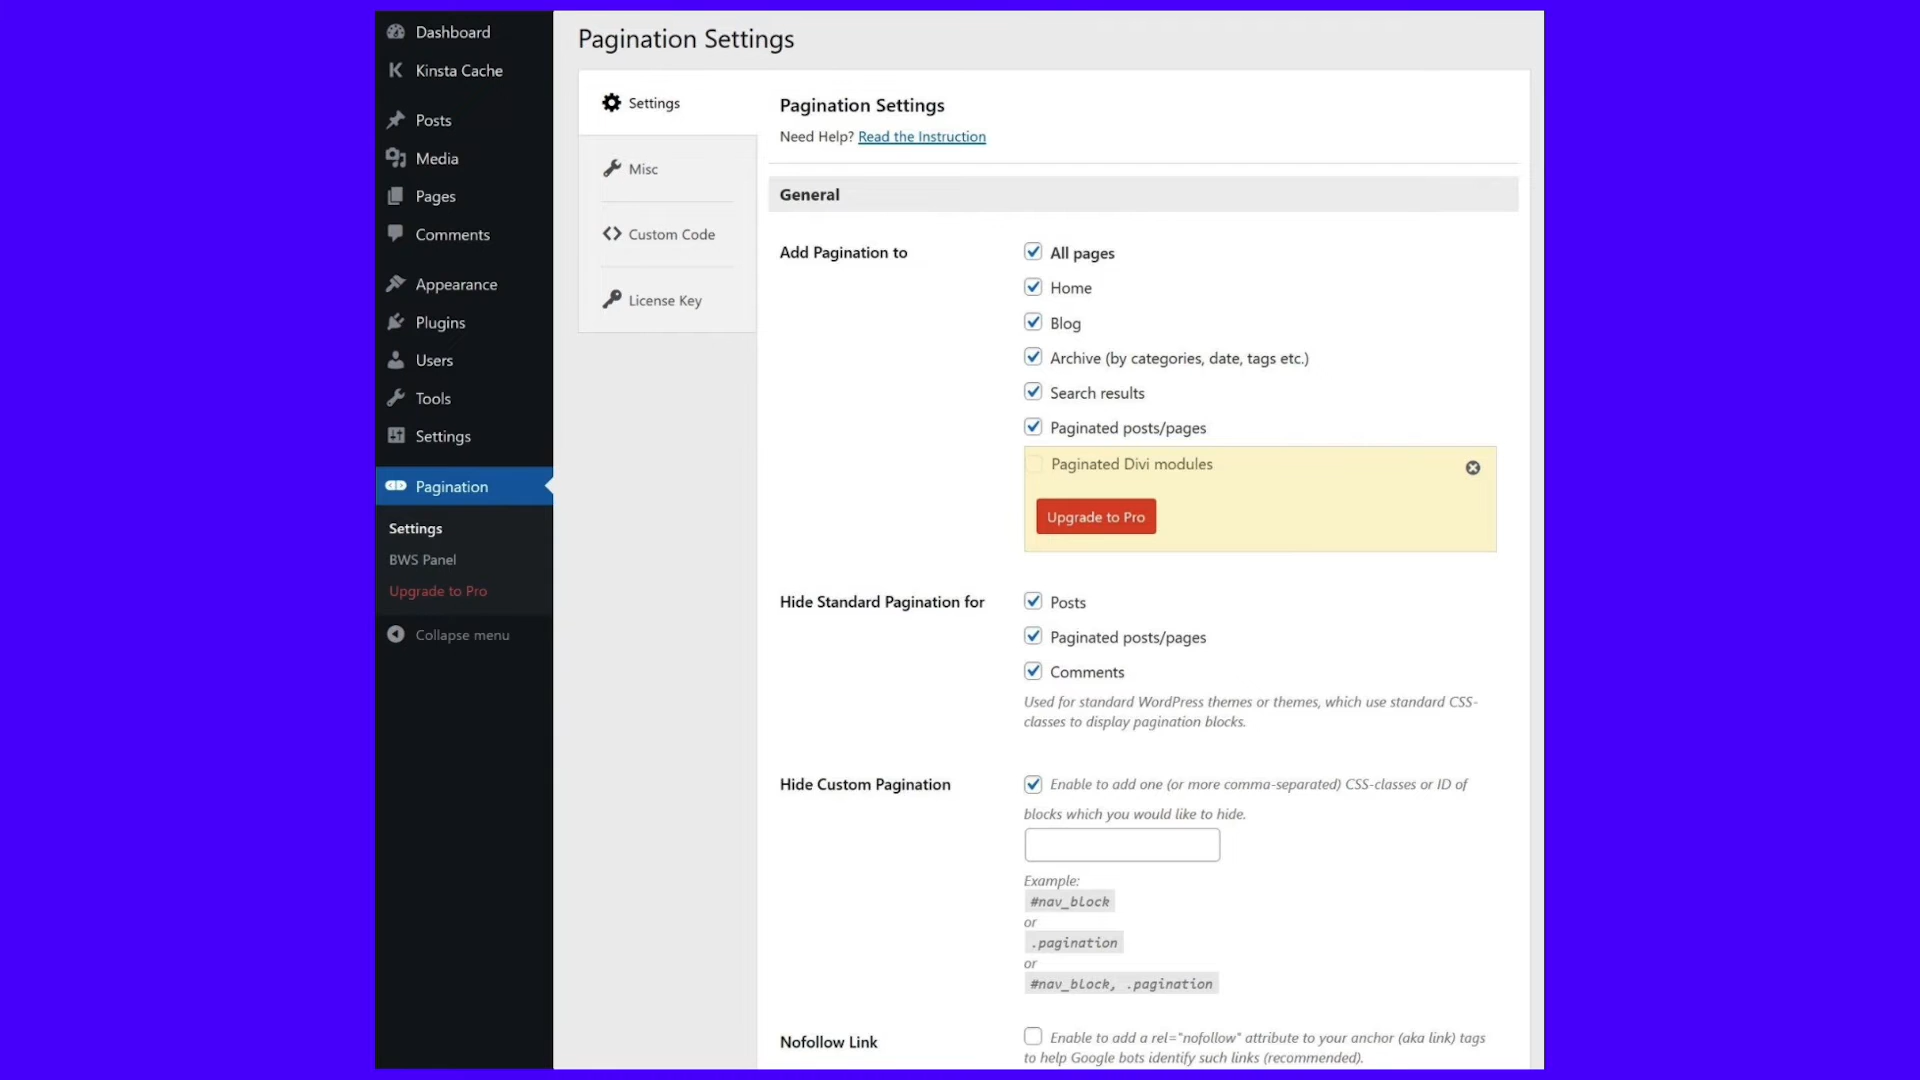 Dashboard
Kinsta Cache
Posts
Media
Pages
Comments
Appearance
Plugins
Users
Tools
Settings
Pagination
Settings
BWS Panel
Upgrade to Pro
Collapse menu
Pagination Settings
Settings
Misc
Custom Code
License Key
Pagination Settings
Need Help? Read the Instruction
General
Add Pagination to
All pages
Home
Blog
Archive (by categories, date, tags etc.)
Search results
Paginated posts/pages
Paginated Divi modules
Upgrade to Pro
Hide Standard Pagination for
Posts
Paginated posts/pages
Comments
Used for standard WordPress themes or themes, which use standard CSS-
classes to display pagination blocks.
Hide Custom Pagination
Enable to add one (or more comma-separated) CSS-classes or ID of
blocks which you would like to hide.
Example:
#nav_block
or
.pagination
or
#nav_block, .pagination
Nofollow Link
Enable to add a rel="nofollow" attribute to your anchor (aka link) tags
to help Google bots identify such links (recommended).